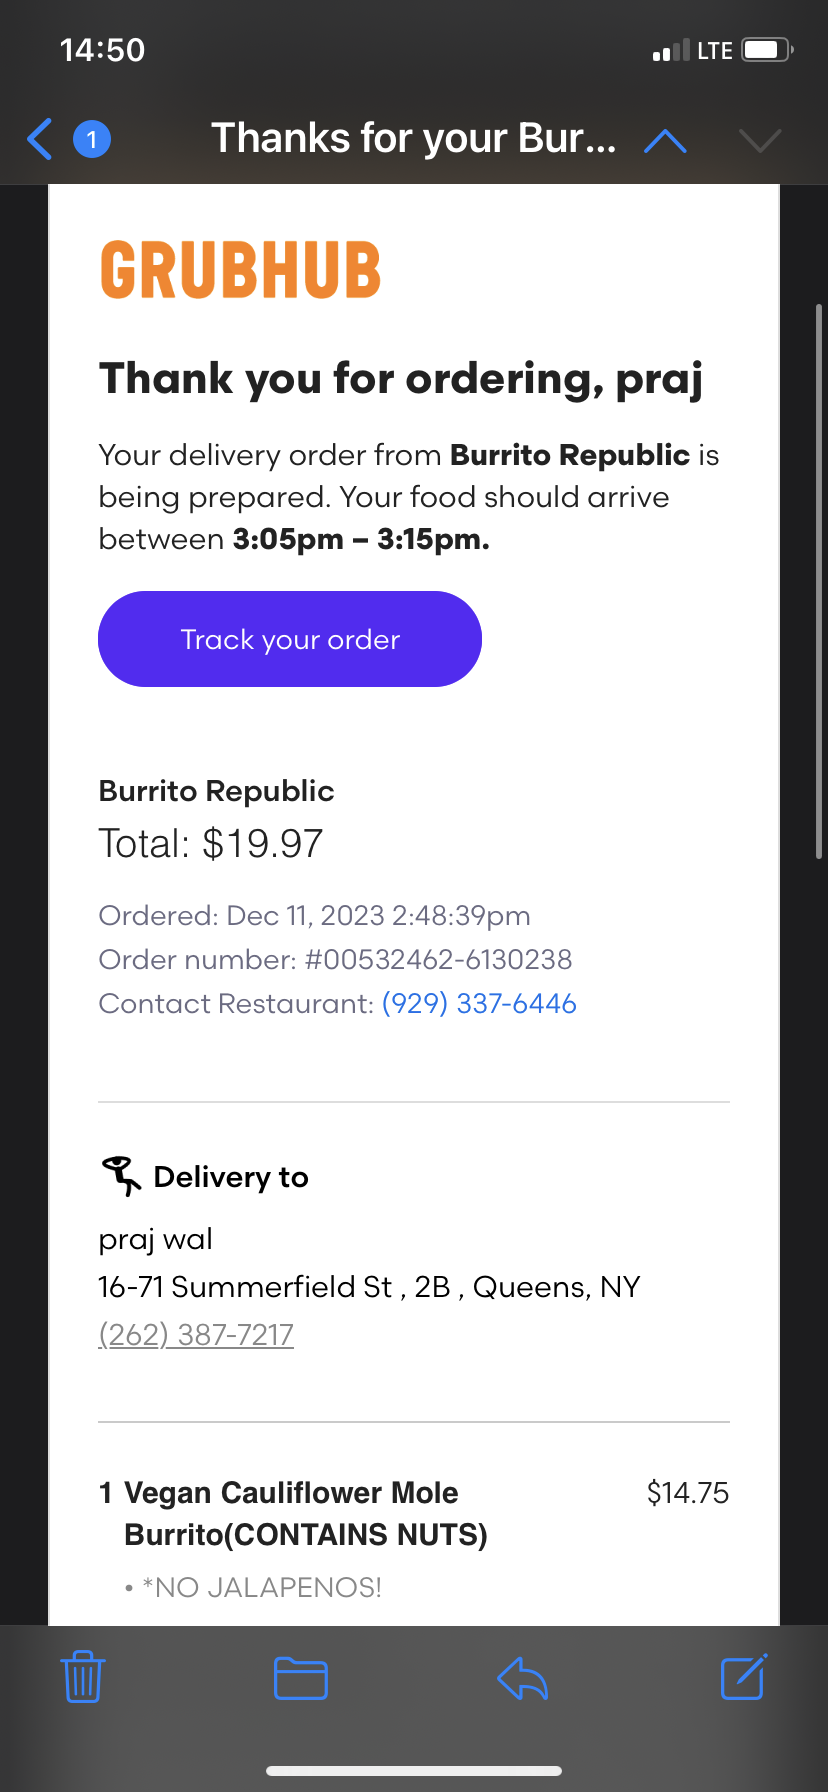 14:50
LTE
1
Thanks for your Bur...
GRUBHUB
Thank you for ordering, praj
Your delivery order from Burrito Republic is
being prepared. Your food should arrive
between 3:05pm – 3:15pm.
Track your order
Burrito Republic
Total: $19.97
Ordered: Dec 11, 2023 2:48:39pm
Order number: #00532462-6130238
Contact Restaurant: (929) 337-6446
Delivery to
praj wal
16-71 Summerfield St , 2B , Queens, NY
(262) 387-7217
1 Vegan Cauliflower Mole $14.75
Burrito(CONTAINS NUTS)
• *NO JALAPENOS!